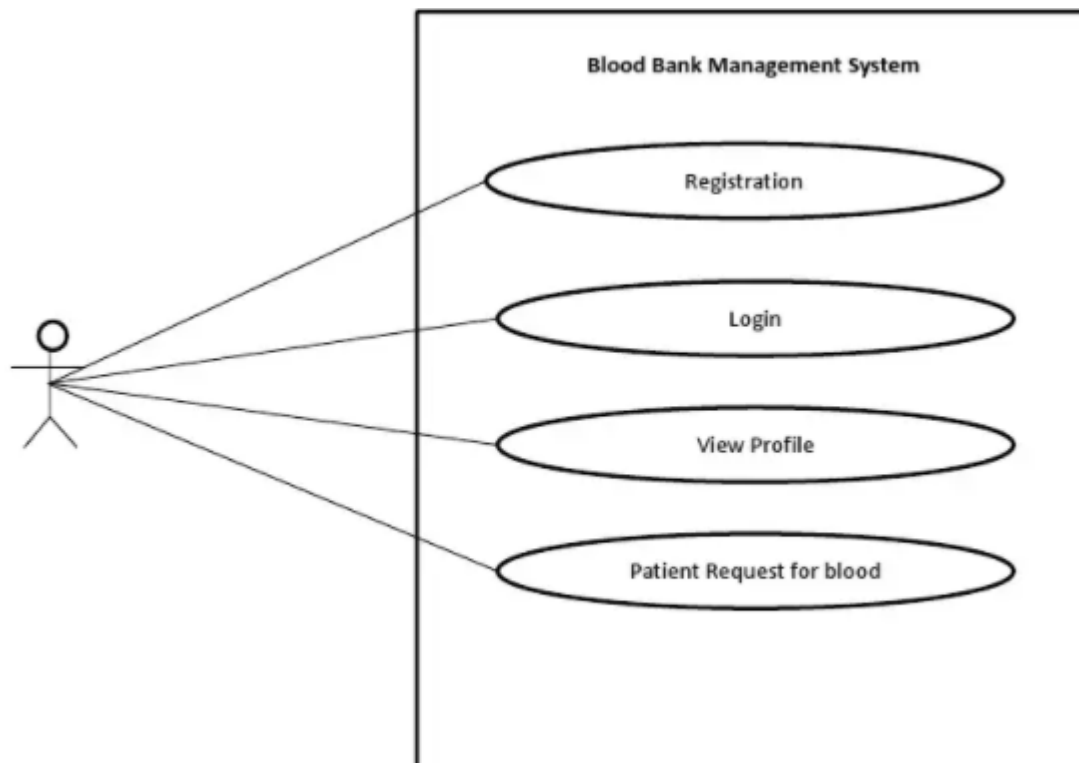 Blood Bank Management System
Registration
Login
View Profile
Patient Request for blood